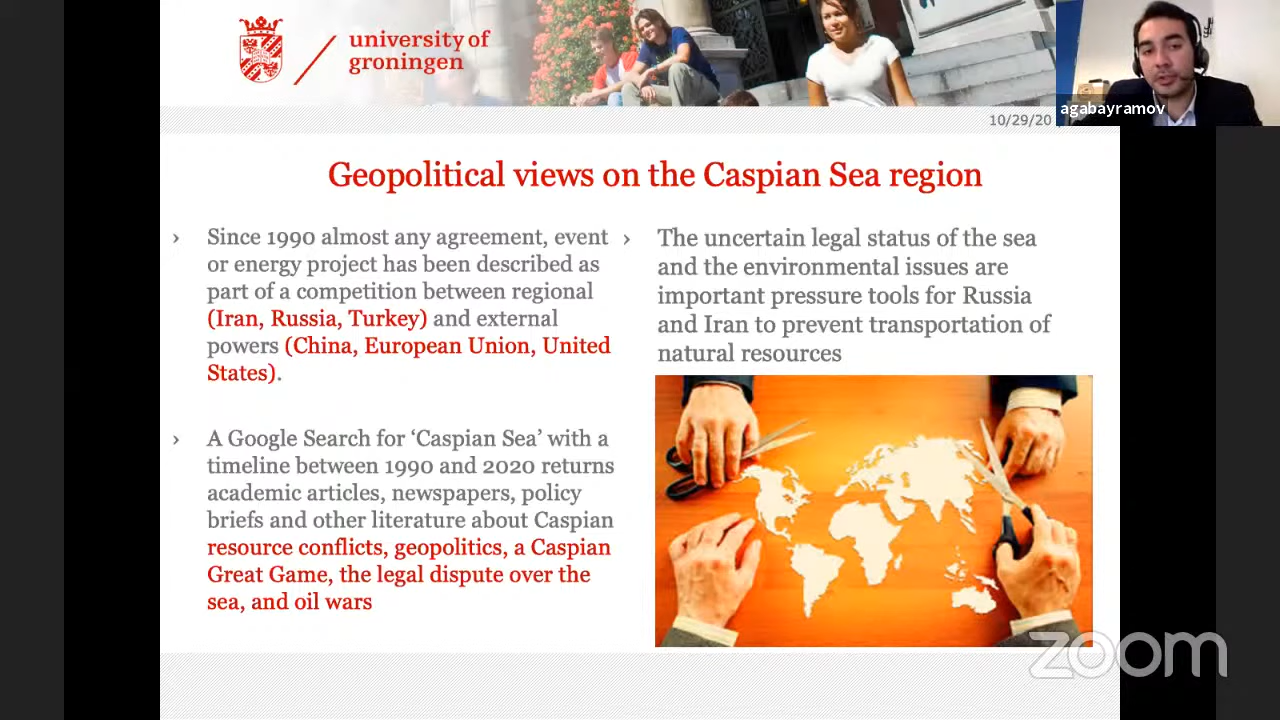 university of
groningen
10/29/20
agabayramov
Geopolitical views on the Caspian Sea region
› Since 1990 almost any agreement, event
or energy project has been described as
part of a competition between regional
(Iran, Russia, Turkey) and external
powers (China, European Union, United
States).
› A Google Search for ‘Caspian Sea’ with a
timeline between 1990 and 2020 returns
academic articles, newspapers, policy
briefs and other literature about Caspian
resource conflicts, geopolitics, a Caspian
Great Game, the legal dispute over the
sea, and oil wars
› The uncertain legal status of the sea
and the environmental issues are
important pressure tools for Russia
and Iran to prevent transportation of
natural resources
zoom